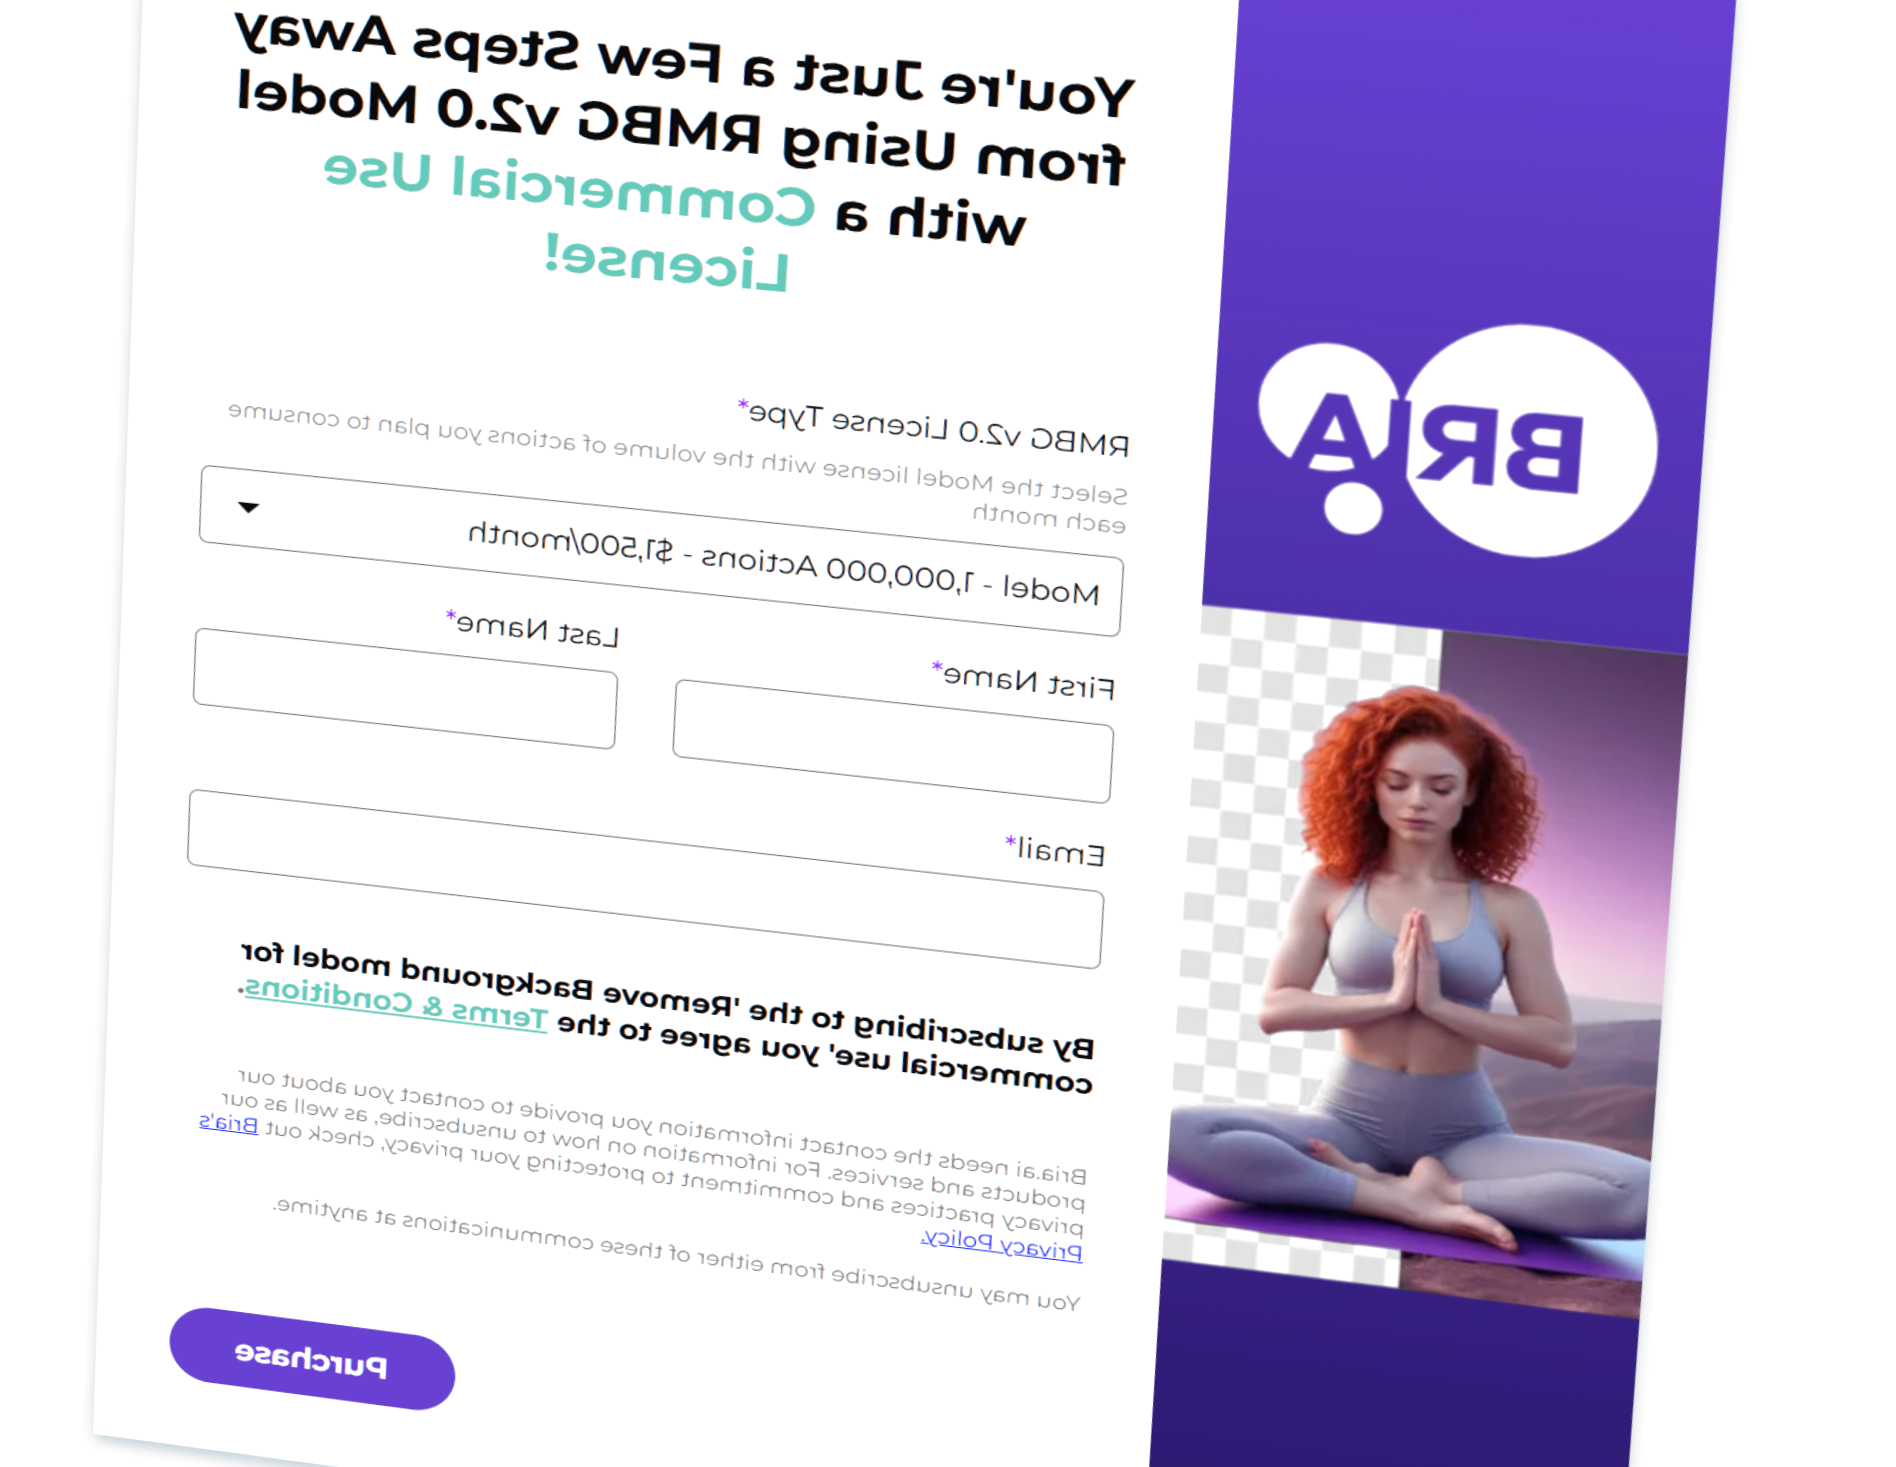 You're Just a Few Steps Away
from Using RMBG v2.0 Model
with a Commercial Use
License!
RMBG v2.0 License Type*
Select the Model license with the volume of actions you plan to consume
each month
Model - 1,000,000 Actions - $1,500/month
First Name*
Last Name*
Email*
By subscribing to the 'Remove Background model for
commercial use' you agree to the Terms & Conditions.
Bria.ai needs the contact information you provide to contact you about our
products and services. For information on how to unsubscribe, as well as our
privacy practices and commitment to protecting your privacy, check out Bria's
Privacy Policy.
You may unsubscribe from either of these communications at anytime.
Purchase
BRIA